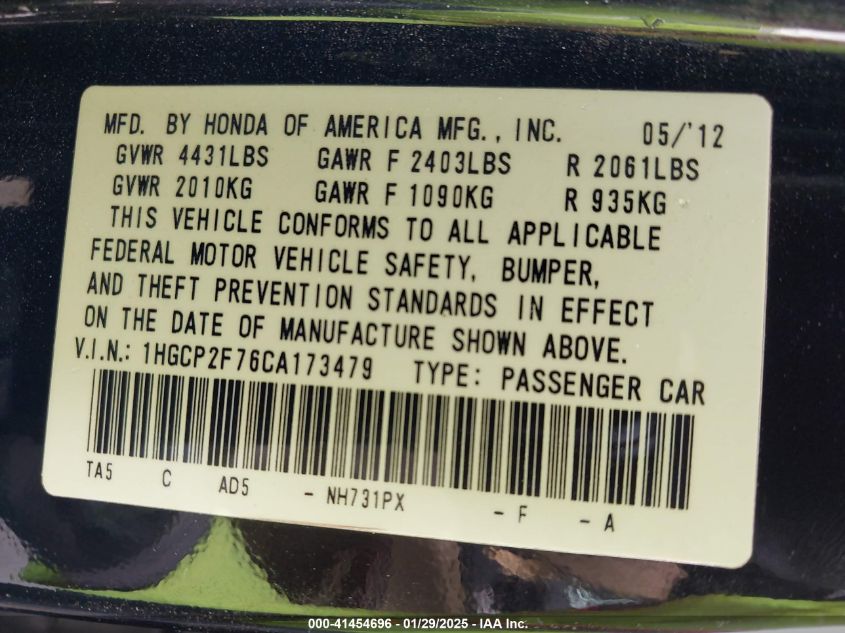 MFD. BY HONDA OF AMERICA MFG., INC. 05/'12
GVWR 4431LBS GAWR F 2403LBS R 2061LBS
GVWR 2010KG GAWR F 1090KG R 935KG
THIS VEHICLE CONFORMS TO ALL APPLICABLE
FEDERAL MOTOR VEHICLE SAFETY, BUMPER,
AND THEFT PREVENTION STANDARDS IN EFFECT
ON THE DATE OF MANUFACTURE SHOWN ABOVE.
V.I.N.: 1HGCP2F76CA173479 TYPE: PASSENGER CAR
TA5 C AD5 - NH731PX - F - A
000-41454696 - 01/29/2025 - IAA Inc.